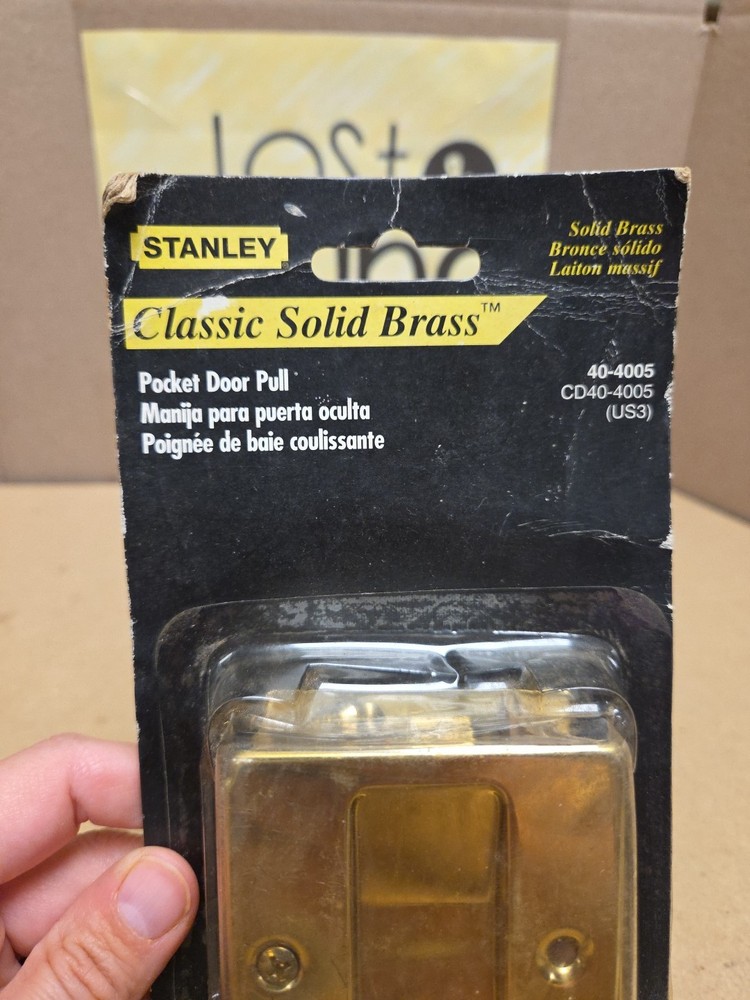 Lost &
STANLEY
Solid Brass
Bronce sólido
Laiton massif
Classic Solid Brass™
Pocket Door Pull
Manija para puerta oculta
Poignée de baie coulissante
40-4005
CD40-4005
(US3)